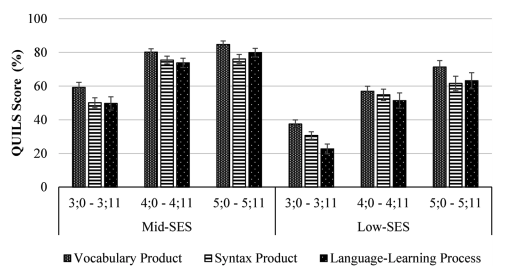 QUILS Score (%)
100
80
60
40
20
0
3;0 - 3;11 4;0 - 4;11 5;0 - 5;11 3;0 - 3;11 4;0 - 4;11 5;0 - 5;11
Mid-SES Low-SES
Vocabulary Product Syntax Product Language-Learning Process